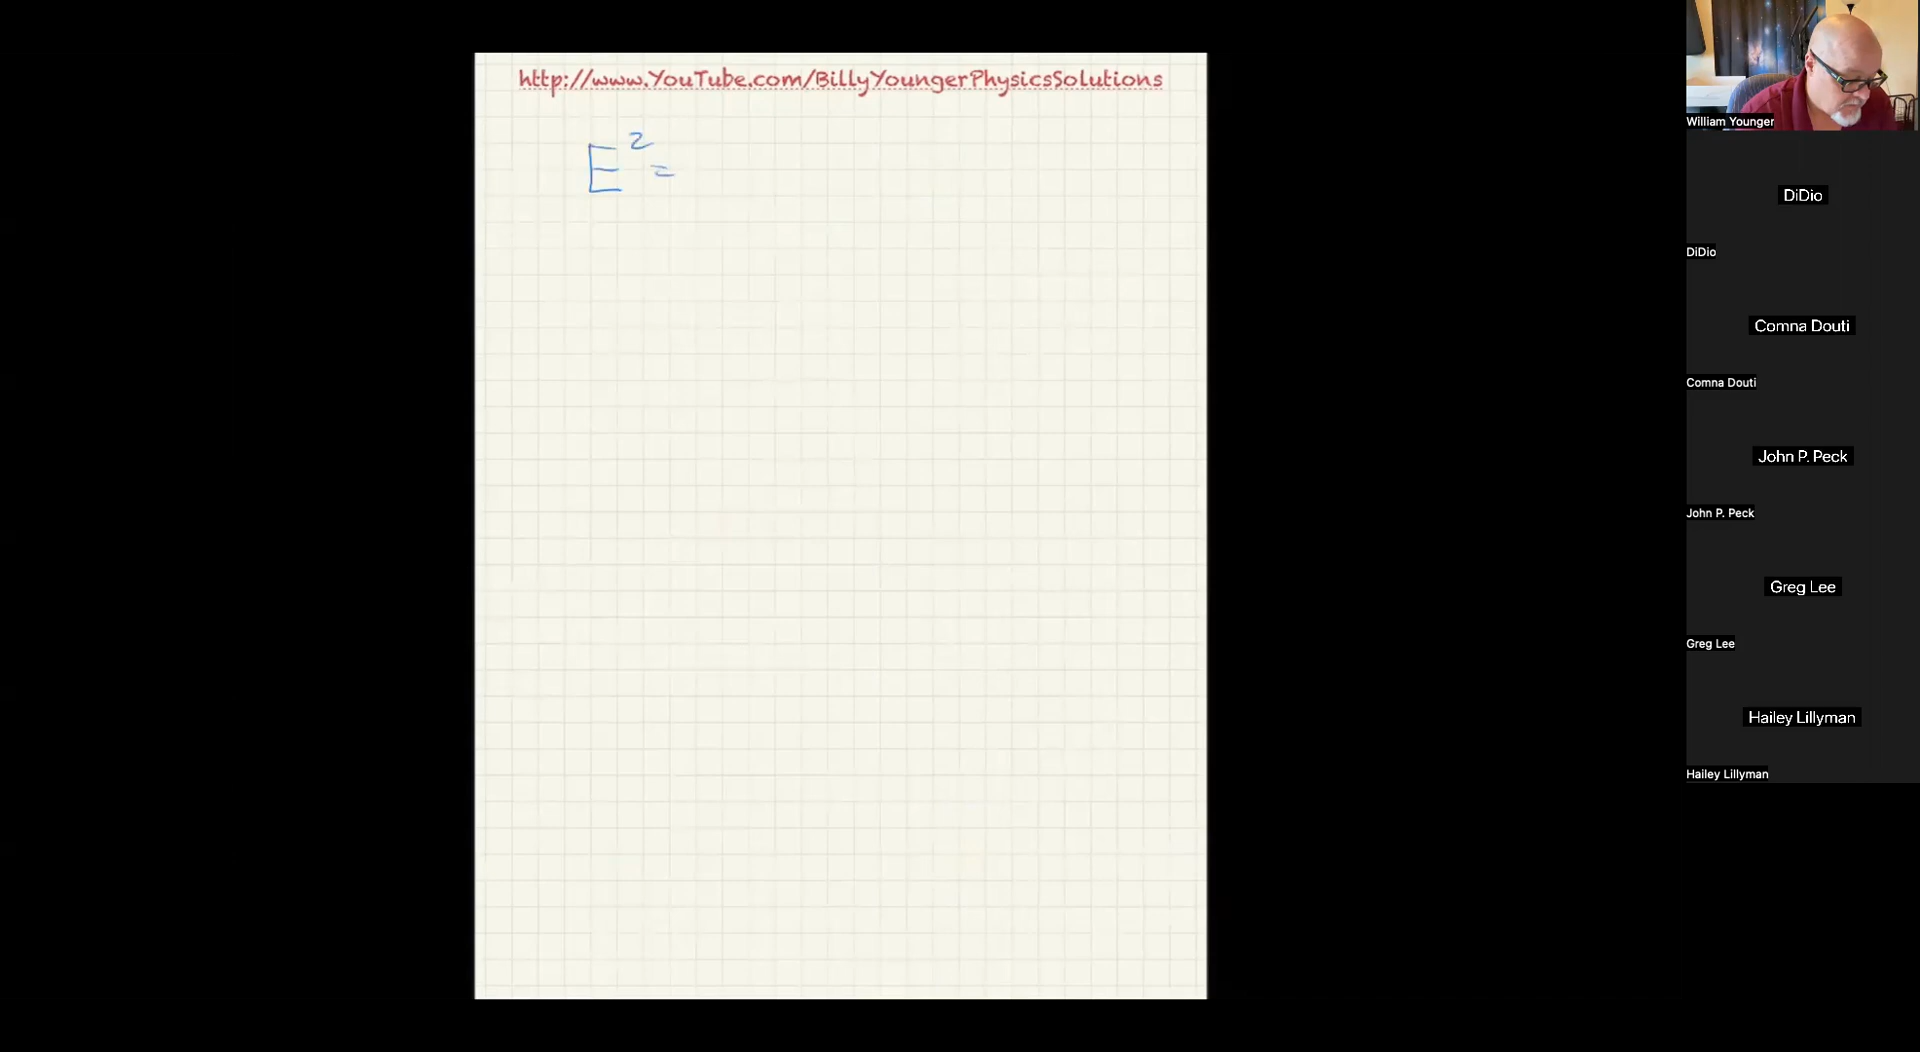 http://www.YouTube.com/BillyYoungerPhysicsSolutions
E² =
William Younger
DiDio
DiDio
Comna Douti
Comna Douti
John P. Peck
John P. Peck
Greg Lee
Greg Lee
Hailey Lillyman
Hailey Lillyman